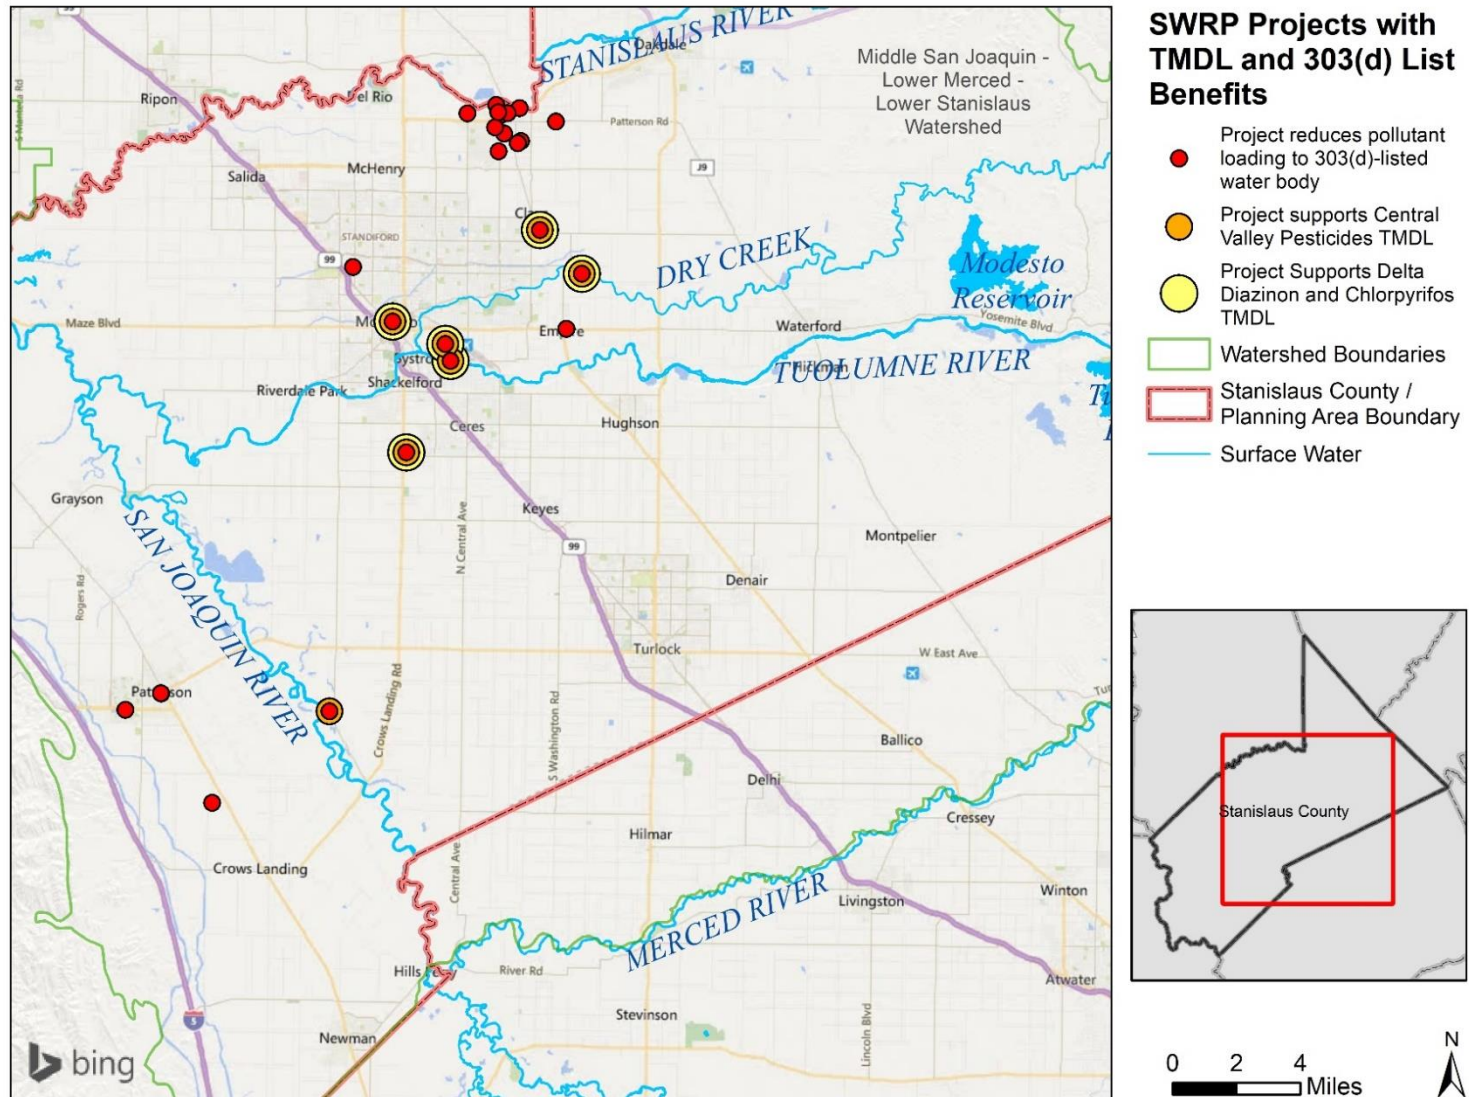 SWRP Projects with
TMDL and 303(d) List
Benefits
Project reduces pollutant
loading to 303(d)-listed
water body
Project supports Central
Valley Pesticides TMDL
Project Supports Delta
Diazinon and Chlorpyrifos
TMDL
Watershed Boundaries
Stanislaus County /
Planning Area Boundary
Surface Water
STANISLAUS RIVER
Oakdale
Middle San Joaquin -
Lower Merced -
Lower Stanislaus
Watershed
Ripon
Del Rio
Patterson Rd
S Manteca Rd
McHenry
J9
Salida
STANDIFORD
99
DRY CREEK
Modesto
Reservoir
Yosemite Blvd
Maze Blvd
Waterford
TUOLUMNE RIVER
Shackelford
Riverdale Park
Ceres
Hughson
Grayson
SAN JOAQUIN RIVER
Keyes
N Central Ave
99
Montpelier
Denair
Rogers Rd
Turlock
W East Ave
Crows Landing Rd
S Washington Rd
Ballico
Delhi
Hilmar
Cressey
Crows Landing
Central Ave
MERCED RIVER
Livingston
Winton
River Rd
Atwater
Stevinson
Lincoln Blvd
Newman
5
bing
Stanislaus County
N
0 2 4
Miles